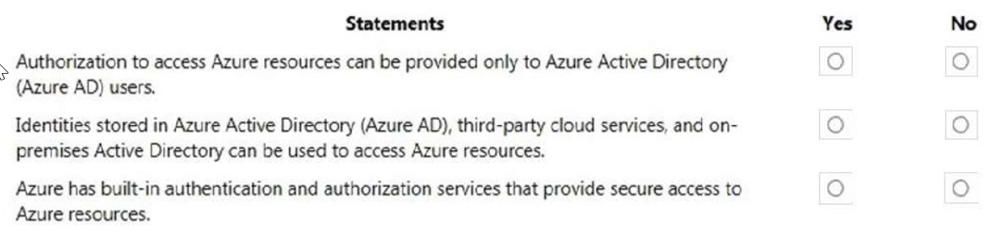 Statements Yes No
Authorization to access Azure resources can be provided only to Azure Active Directory
(Azure AD) users.
Identities stored in Azure Active Directory (Azure AD), third-party cloud services, and on-
premises Active Directory can be used to access Azure resources.
Azure has built-in authentication and authorization services that provide secure access to
Azure resources.